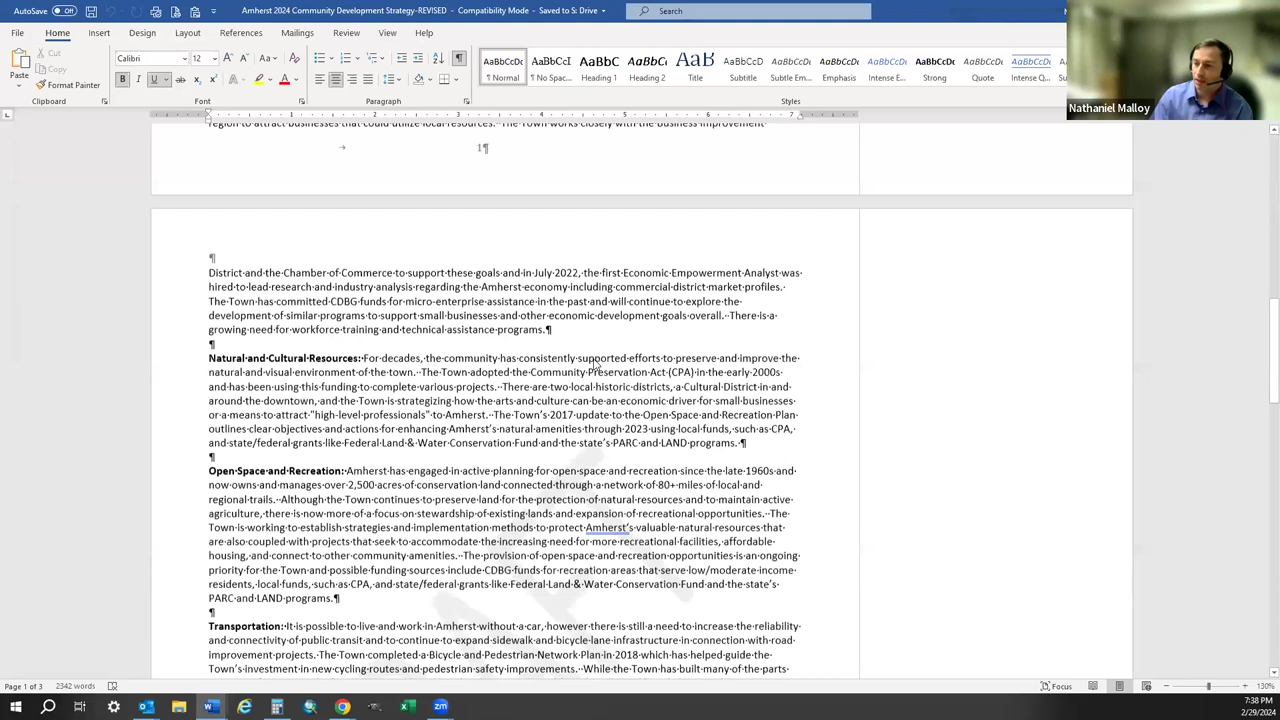 AutoSave Off Amherst 2024 Community Development Strategy-REVISED - Compatibility Mode - Saved to S: Drive Search
File Home Insert Design Layout References Mailings Review View Help
Paste Cut Copy Format Painter
Calibri 12
¶ Normal ¶ No Spac... Heading 1 Heading 2 Title Subtitle Subtle Em... Emphasis Intense E... Strong Quote Intense Q...
Clipboard Font Paragraph Styles
Nathaniel Malloy
region to attract businesses that could utilize local resources. The Town works closely with the Business Improvement
1¶
¶
District and the Chamber of Commerce to support these goals and in July 2022, the first Economic Empowerment Analyst was
hired to lead research and industry analysis regarding the Amherst economy including commercial district market profiles.
The Town has committed CDBG funds for micro-enterprise assistance in the past and will continue to explore the
development of similar programs to support small businesses and other economic development goals overall. There is a
growing need for workforce training and technical assistance programs.¶
¶
Natural and Cultural Resources: For decades, the community has consistently supported efforts to preserve and improve the
natural and visual environment of the town. The Town adopted the Community Preservation Act (CPA) in the early 2000s
and has been using this funding to complete various projects. There are two local historic districts, a Cultural District in and
around the downtown, and the Town is strategizing how the arts and culture can be an economic driver for small businesses
or a means to attract "high-level professionals" to Amherst. The Town's 2017 update to the Open Space and Recreation Plan
outlines clear objectives and actions for enhancing Amherst's natural amenities through 2023 using local funds, such as CPA,
and state/federal grants like Federal Land & Water Conservation Fund and the state's PARC and LAND programs. ¶
¶
Open Space and Recreation: Amherst has engaged in active planning for open space and recreation since the late 1960s and
now owns and manages over 2,500 acres of conservation land connected through a network of 80+ miles of local and
regional trails. Although the Town continues to preserve land for the protection of natural resources and to maintain active
agriculture, there is now more of a focus on stewardship of existing lands and expansion of recreational opportunities. The
Town is working to establish strategies and implementation methods to protect Amherst's valuable natural resources that
are also coupled with projects that seek to accommodate the increasing need for more recreational facilities, affordable
housing, and connect to other community amenities. The provision of open space and recreation opportunities is an ongoing
priority for the Town and possible funding sources include CDBG funds for recreation areas that serve low/moderate income
residents, local funds, such as CPA, and state/federal grants like Federal Land & Water Conservation Fund and the state's
PARC and LAND programs.¶
¶
Transportation: It is possible to live and work in Amherst without a car, however there is still a need to increase the reliability
and connectivity of public transit and to continue to expand sidewalk and bicycle lane infrastructure in connection with road
improvement projects. The Town completed a Bicycle and Pedestrian Network Plan in 2018 which has helped guide the
Town's investment in new cycling routes and pedestrian safety improvements. While the Town has built many of the parts
Page 1 of 3 2342 words Focus 130%
7:38 PM
2/29/2024